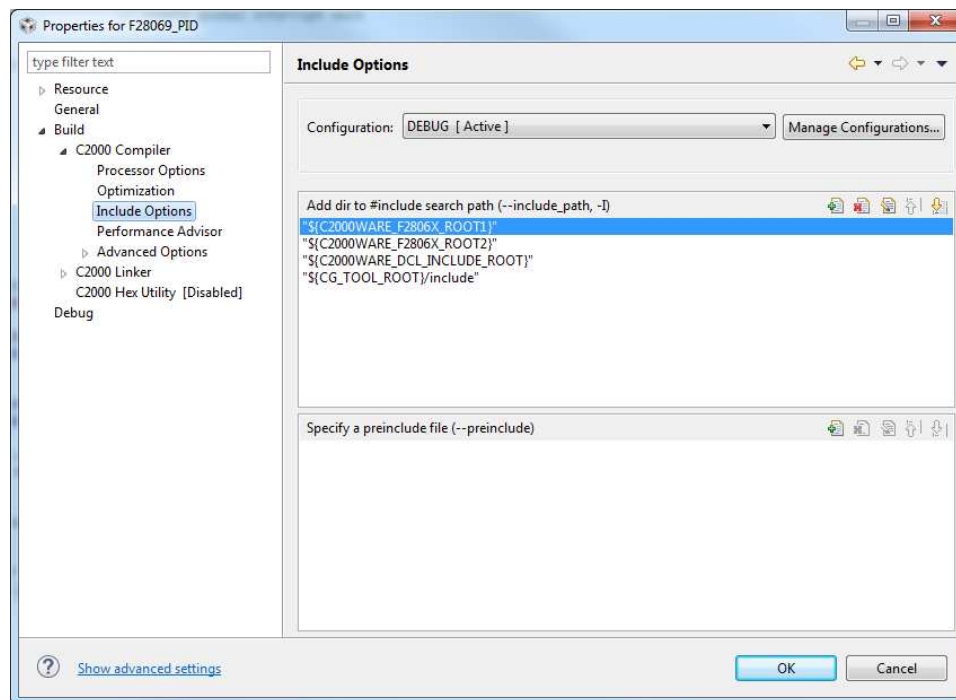 Properties for F28069_PID
type filter text
Resource
General
Build
C2000 Compiler
Processor Options
Optimization
Include Options
Performance Advisor
Advanced Options
C2000 Linker
C2000 Hex Utility [Disabled]
Debug
Include Options
Configuration: DEBUG [ Active ] Manage Configurations...
Add dir to #include search path (--include_path, -I)
"${C2000WARE_F2806X_ROOT1}"
"${C2000WARE_F2806X_ROOT2}"
"${C2000WARE_DCL_INCLUDE_ROOT}"
"${CG_TOOL_ROOT}/include"
Specify a preinclude file (--preinclude)
Show advanced settings
OK Cancel